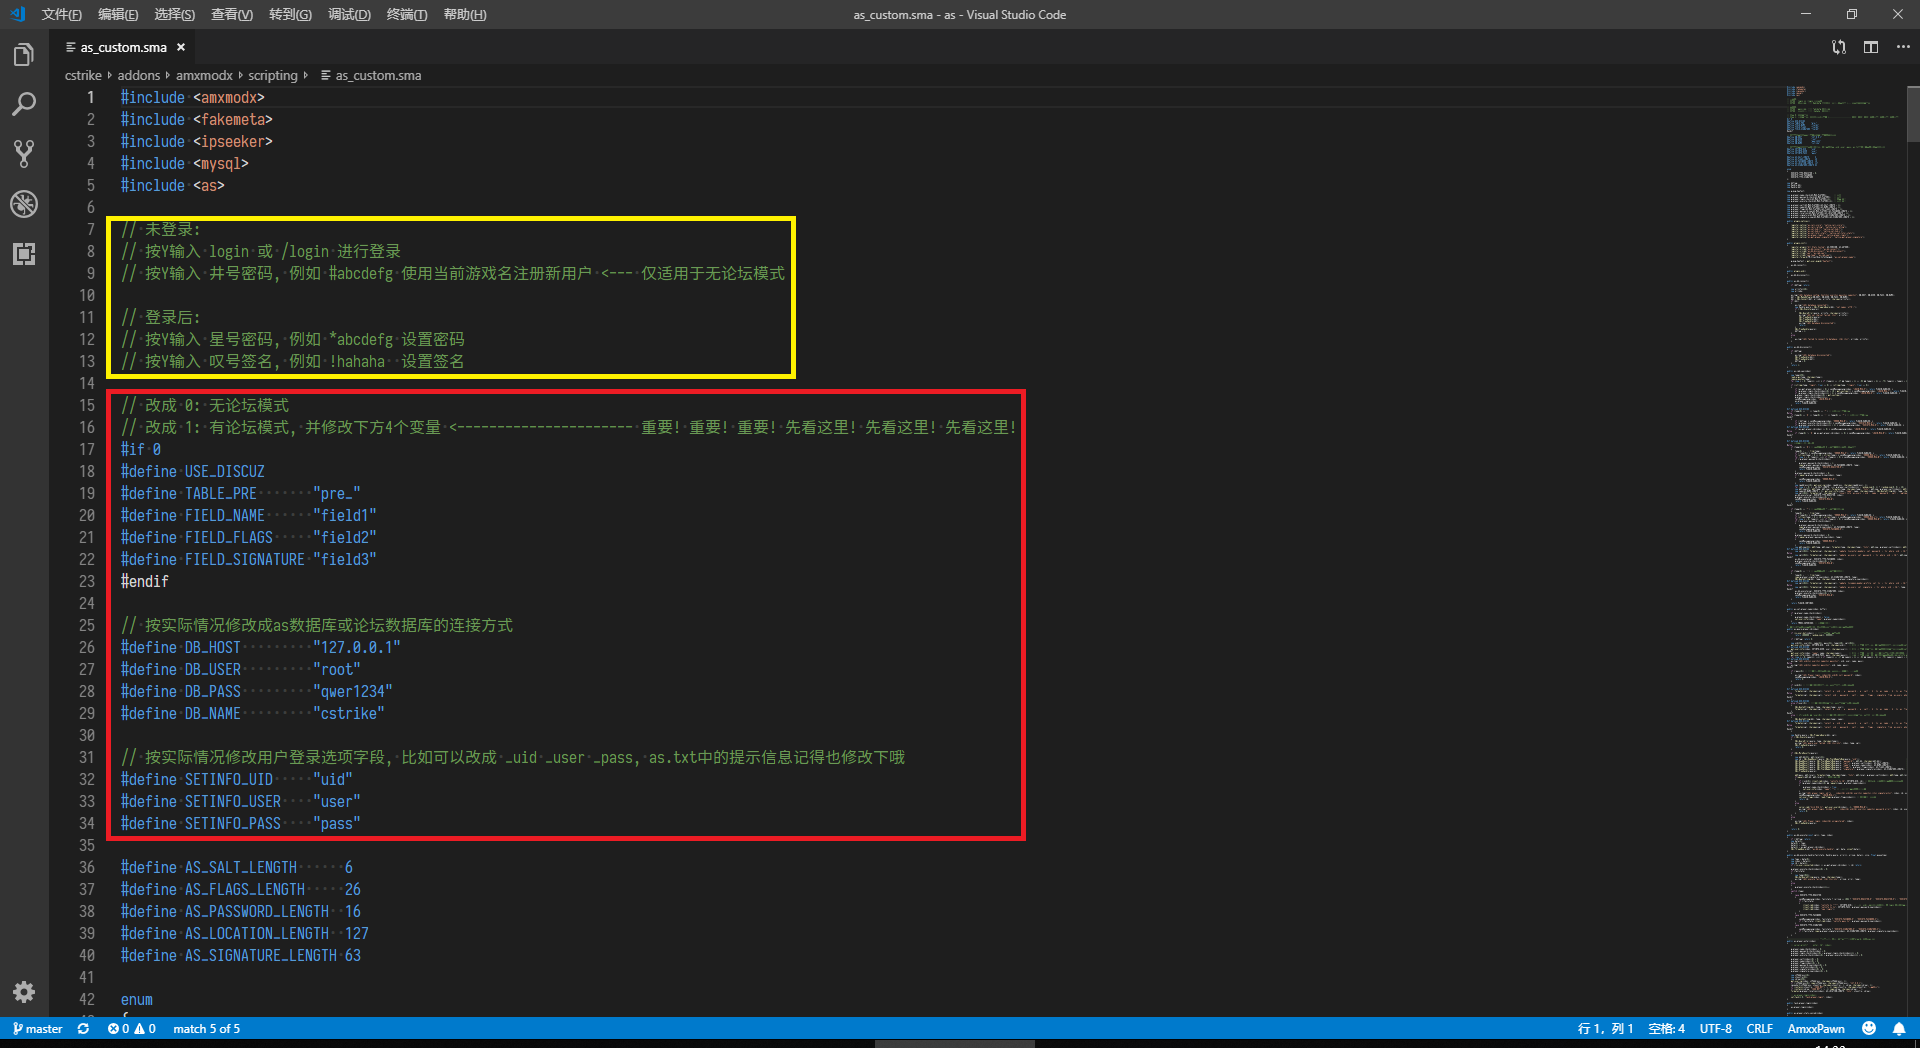 文件(F) 编辑(E) 选择(S) 查看(V) 转到(G) 调试(D) 终端(T) 帮助(H)
as_custom.sma - as - Visual Studio Code
as_custom.sma
cstrike addons amxmodx scripting as_custom.sma
1 #include <amxmodx>
2 #include <fakemeta>
3 #include <ipseeker>
4 #include <mysql>
5 #include <as>
6
7 // 未登录:
8 // 按Y输入 login 或 /login 进行登录
9 // 按Y输入 井号密码, 例如 #abcdefg 使用当前游戏名注册新用户 <--- 仅适用于无论坛模式
10
11 // 登录后:
12 // 按Y输入 星号密码, 例如 *abcdefg 设置密码
13 // 按Y输入 叹号签名, 例如 !hahaha  设置签名
14
15 // 改成 0: 无论坛模式
16 // 改成 1: 有论坛模式, 并修改下方4个变量 <---------------------- 重要! 重要! 重要! 先看这里! 先看这里! 先看这里!
17 #if 0
18 #define USE_DISCUZ
19 #define TABLE_PRE       "pre_"
20 #define FIELD_NAME      "field1"
21 #define FIELD_FLAGS     "field2"
22 #define FIELD_SIGNATURE "field3"
23 #endif
24
25 // 按实际情况修改成as数据库或论坛数据库的连接方式
26 #define DB_HOST         "127.0.0.1"
27 #define DB_USER         "root"
28 #define DB_PASS         "qwer1234"
29 #define DB_NAME         "cstrike"
30
31 // 按实际情况修改用户登录选项字段, 比如可以改成 _uid _user _pass, as.txt中的提示信息记得也修改下哦
32 #define SETINFO_UID     "uid"
33 #define SETINFO_USER    "user"
34 #define SETINFO_PASS    "pass"
35
36 #define AS_SALT_LENGTH      6
37 #define AS_FLAGS_LENGTH     26
38 #define AS_PASSWORD_LENGTH  16
39 #define AS_LOCATION_LENGTH  127
40 #define AS_SIGNATURE_LENGTH 63
41
42 enum
master 0 0 match 5 of 5 行 1, 列 1 空格: 4 UTF-8 CRLF AmxxPawn